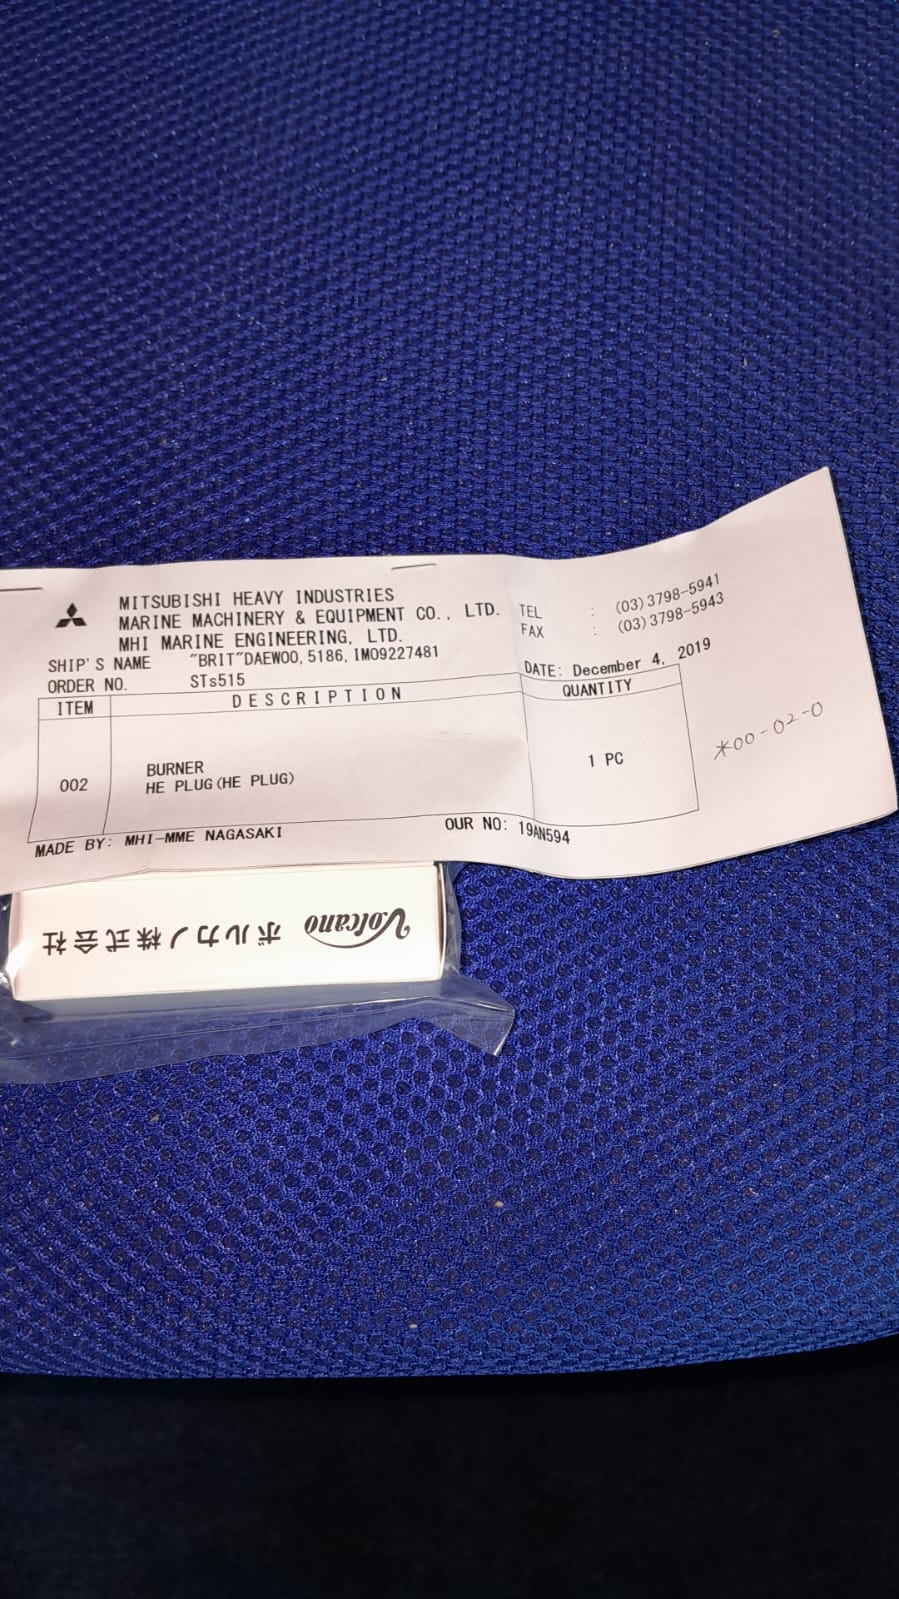 MITSUBISHI HEAVY INDUSTRIES
MARINE MACHINERY & EQUIPMENT CO., LTD.
MHI MARINE ENGINEERING, LTD.
TEL : (03)3798-5941
FAX : (03)3798-5943
SHIP'S NAME "BRIT"DAEWOO,5186,IMO9227481
ORDER NO. STs515
DATE: December 4, 2019
ITEM DESCRIPTION QUANTITY
002 BURNER
HE PLUG(HE PLUG)
1 PC
*00-02-0
MADE BY: MHI-MME NAGASAKI
OUR NO: 19AN594
Volcano ボルカノ株式会社